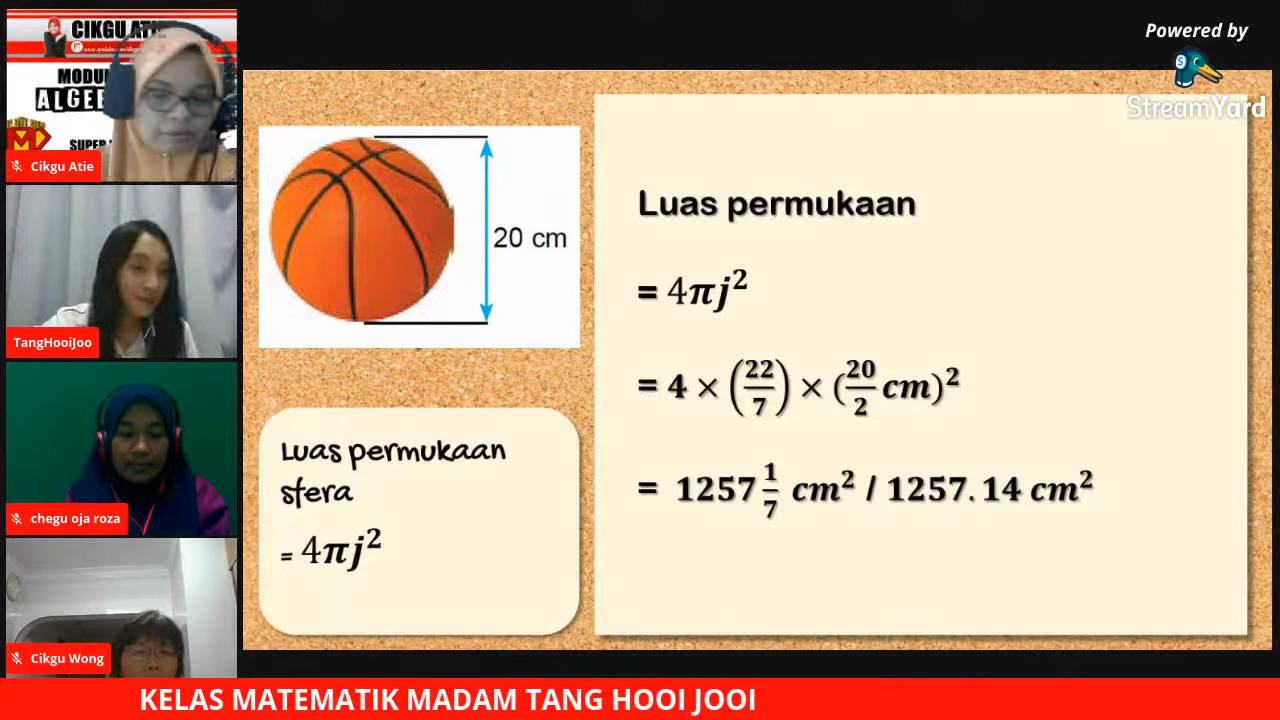 CIKGU ATIE
MODUL
ALGE
SUPER
Cikgu Atie
TangHooiJoo
chegu oja roza
Cikgu Wong
20 cm
Luas permukaan
sfera
= 4πj²
Luas permukaan
= 4πj²
= 4 × (22/7) × (20/2 cm)²
= 1257 1/7 cm² / 1257.14 cm²
Powered by
StreamYard
KELAS MATEMATIK MADAM TANG HOOI JOOI